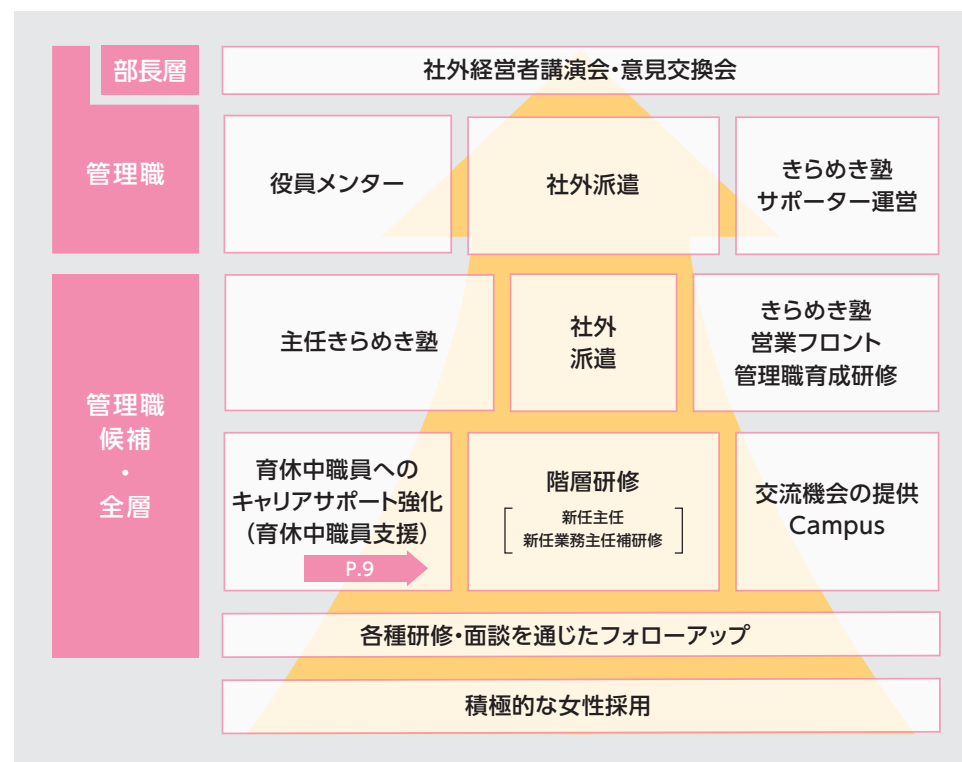 部長層
社外経営者講演会・意見交換会
管理職
役員メンター
社外派遣
きらめき塾
サポーター運営
管理職
候補
・
全層
主任きらめき塾
社外
派遣
きらめき塾
営業フロント
管理職育成研修
育休中職員への
キャリアサポート強化
(育休中職員支援)
P.9
階層研修
新任主任
新任業務主任補研修
交流機会の提供
Campus
各種研修・面談を通じたフォローアップ
積極的な女性採用